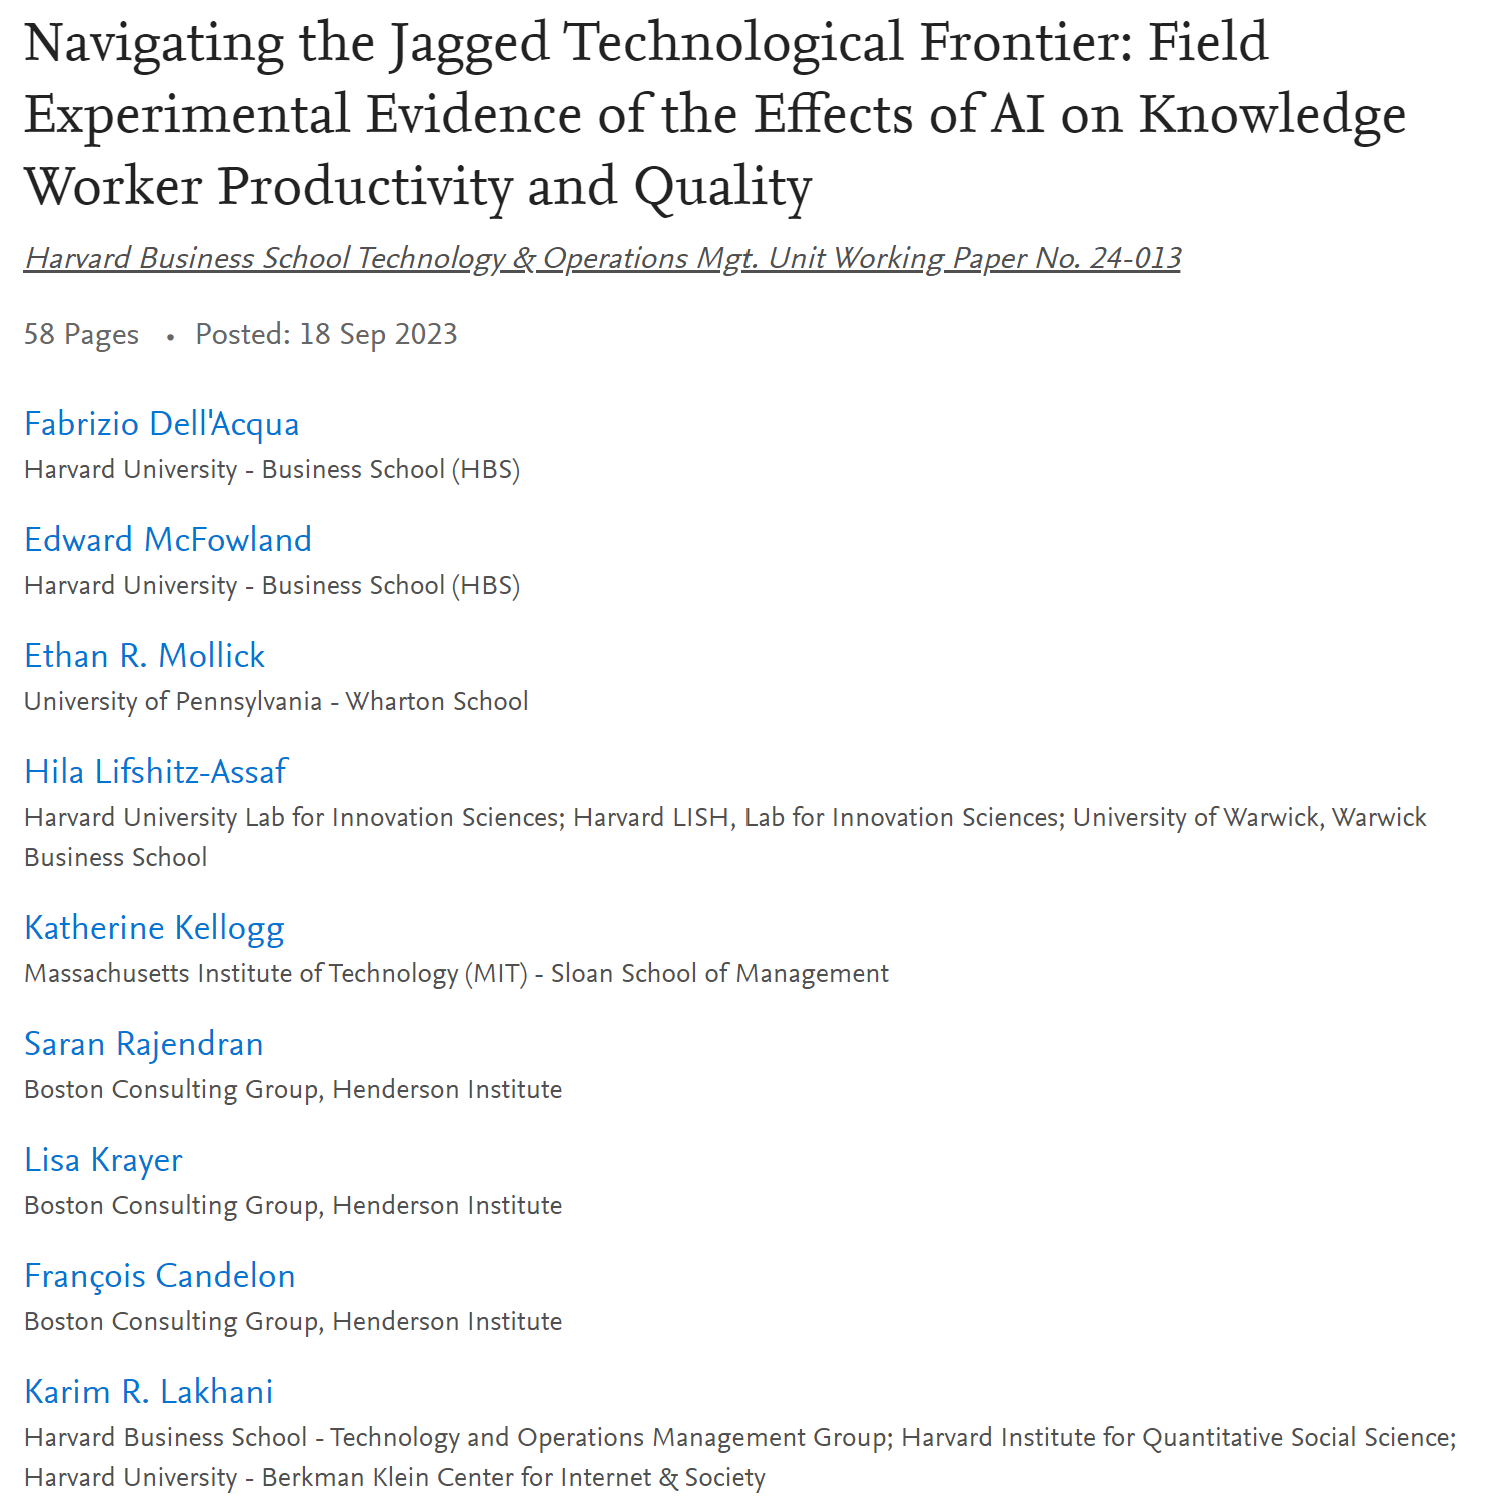 Navigating the Jagged Technological Frontier: Field
Experimental Evidence of the Effects of AI on Knowledge
Worker Productivity and Quality
Harvard Business School Technology & Operations Mgt. Unit Working Paper No. 24-013
58 Pages • Posted: 18 Sep 2023
Fabrizio Dell'Acqua
Harvard University - Business School (HBS)
Edward McFowland
Harvard University - Business School (HBS)
Ethan R. Mollick
University of Pennsylvania - Wharton School
Hila Lifshitz-Assaf
Harvard University Lab for Innovation Sciences; Harvard LISH, Lab for Innovation Sciences; University of Warwick, Warwick
Business School
Katherine Kellogg
Massachusetts Institute of Technology (MIT) - Sloan School of Management
Saran Rajendran
Boston Consulting Group, Henderson Institute
Lisa Krayer
Boston Consulting Group, Henderson Institute
François Candelon
Boston Consulting Group, Henderson Institute
Karim R. Lakhani
Harvard Business School - Technology and Operations Management Group; Harvard Institute for Quantitative Social Science;
Harvard University - Berkman Klein Center for Internet & Society